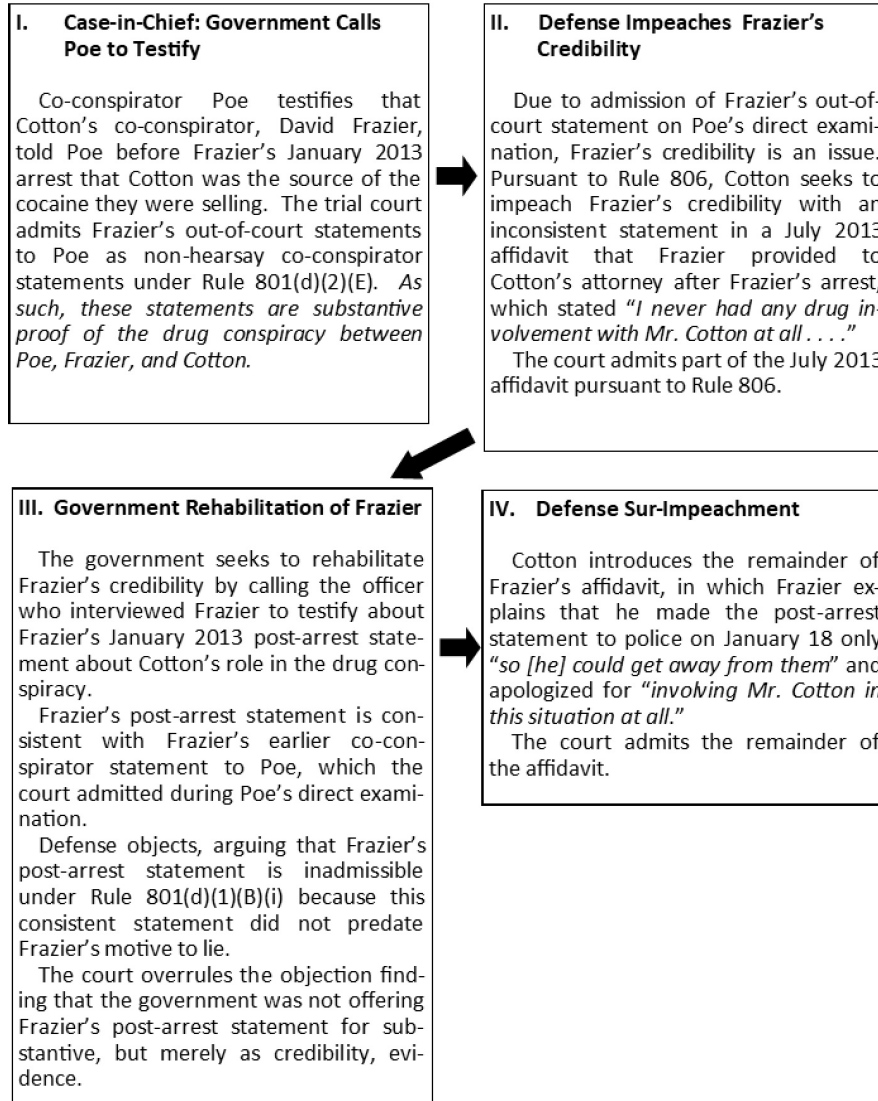 I. Case-in-Chief: Government Calls
Poe to Testify
Co-conspirator Poe testifies that
Cotton's co-conspirator, David Frazier,
told Poe before Frazier's January 2013
arrest that Cotton was the source of the
cocaine they were selling. The trial court
admits Frazier's out-of-court statements
to Poe as non-hearsay co-conspirator
statements under Rule 801(d)(2)(E). As
such, these statements are substantive
proof of the drug conspiracy between
Poe, Frazier, and Cotton.
II. Defense Impeaches Frazier's
Credibility
Due to admission of Frazier's out-of-
court statement on Poe's direct exami-
nation, Frazier's credibility is an issue.
Pursuant to Rule 806, Cotton seeks to
impeach Frazier's credibility with an
inconsistent statement in a July 2013
affidavit that Frazier provided to
Cotton's attorney after Frazier's arrest,
which stated "I never had any drug in-
volvement with Mr. Cotton at all . . . ."
The court admits part of the July 2013
affidavit pursuant to Rule 806.
III. Government Rehabilitation of Frazier
The government seeks to rehabilitate
Frazier's credibility by calling the officer
who interviewed Frazier to testify about
Frazier's January 2013 post-arrest state-
ment about Cotton's role in the drug con-
spiracy.
Frazier's post-arrest statement is con-
sistent with Frazier's earlier co-con-
spirator statement to Poe, which the
court admitted during Poe's direct exami-
nation.
Defense objects, arguing that Frazier's
post-arrest statement is inadmissible
under Rule 801(d)(1)(B)(i) because this
consistent statement did not predate
Frazier's motive to lie.
The court overrules the objection find-
ing that the government was not offering
Frazier's post-arrest statement for sub-
stantive, but merely as credibility, evi-
dence.
IV. Defense Sur-Impeachment
Cotton introduces the remainder of
Frazier's affidavit, in which Frazier ex-
plains that he made the post-arrest
statement to police on January 18 only
"so [he] could get away from them" and
apologized for "involving Mr. Cotton in
this situation at all."
The court admits the remainder of
the affidavit.